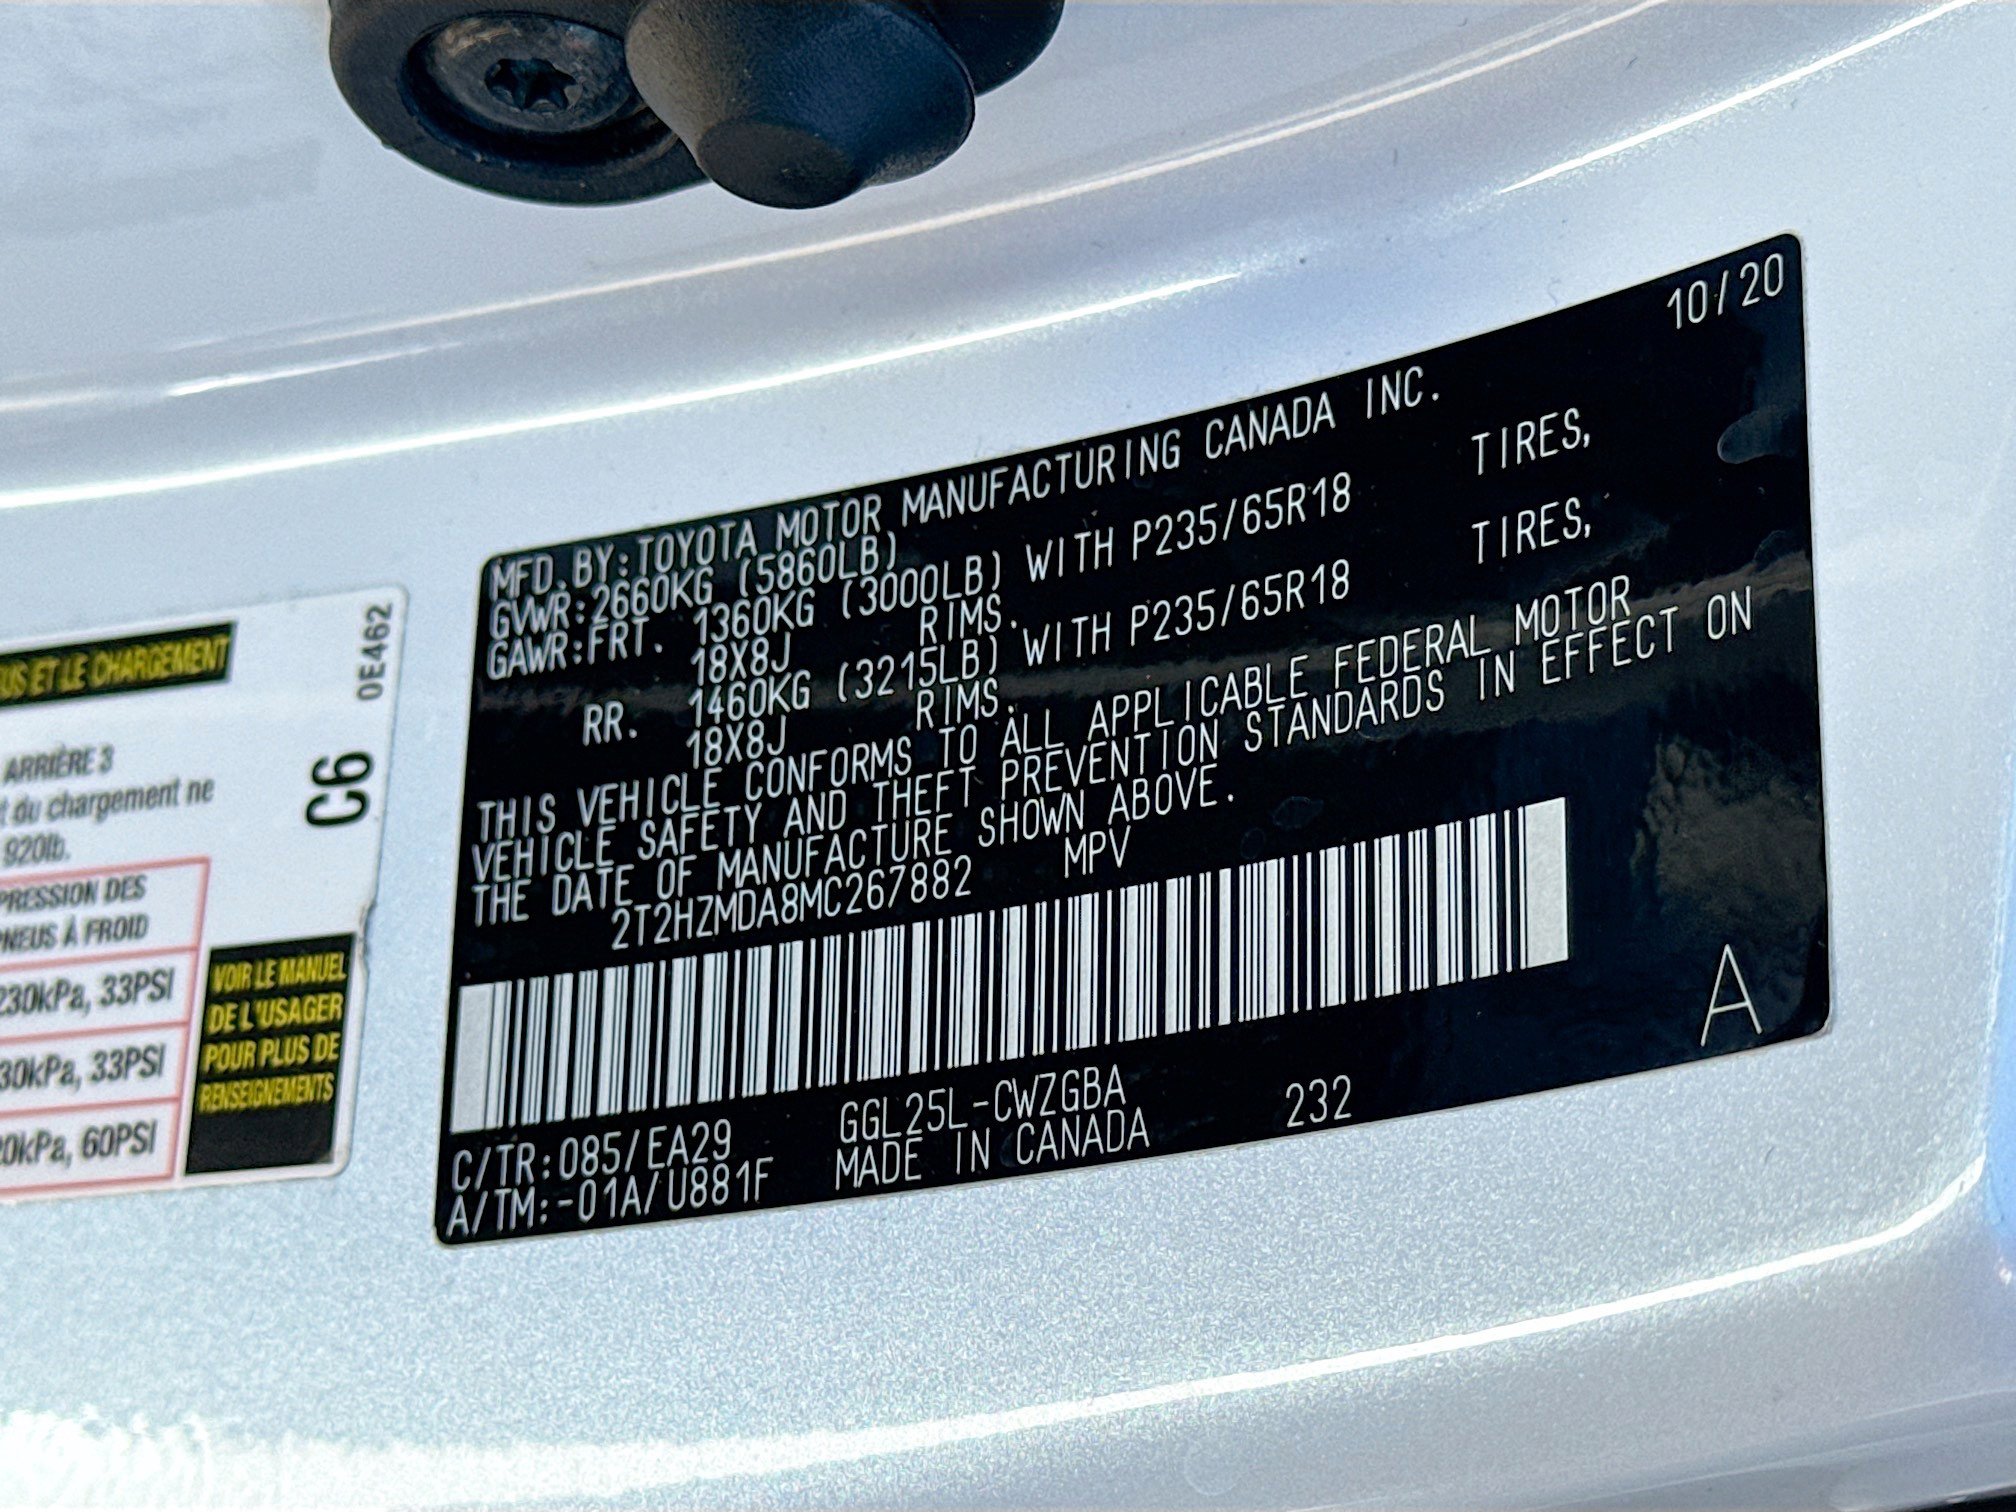 10/20
MFD.BY:TOYOTA MOTOR MANUFACTURING CANADA INC.
GVWR:2660KG (5860LB)
GAWR:FRT. 1360KG (3000LB) WITH P235/65R18 TIRES,
18X8J RIMS.
RR. 1460KG (3215LB) WITH P235/65R18 TIRES,
18X8J RIMS.
THIS VEHICLE CONFORMS TO ALL APPLICABLE FEDERAL MOTOR
VEHICLE SAFETY AND THEFT PREVENTION STANDARDS IN EFFECT ON
THE DATE OF MANUFACTURE SHOWN ABOVE.
2T2HZMDA8MC267882 MPV
C/TR:085/EA29 GGL25L-CWZGBA
A/TM:-01A/U881F MADE IN CANADA 232
A
ET LE CHARGEMENT
ARRIÈRE 3
du chargement ne
920lb.
PRESSION DES
PNEUS À FROID
230kPa, 33PSI
30kPa, 33PSI
0kPa, 60PSI
VOIR LE MANUEL
DE L'USAGER
POUR PLUS DE
RENSEIGNEMENTS
C6
0E462